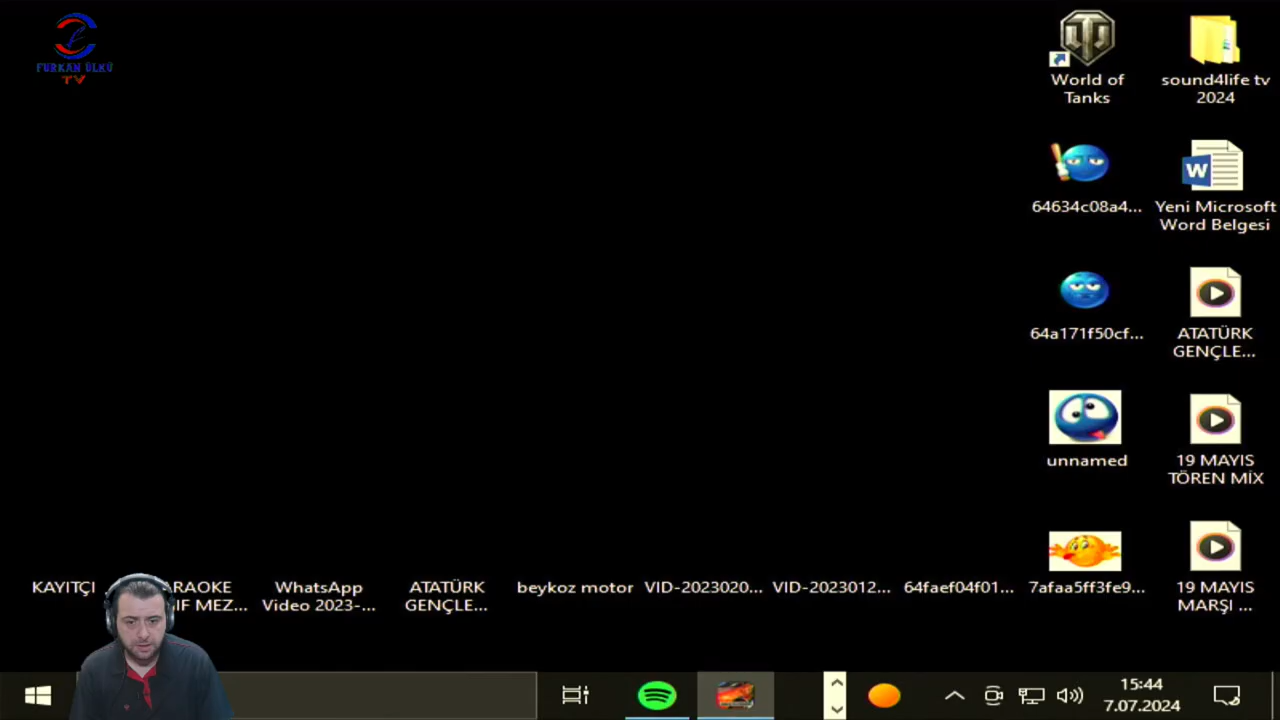 FURKAN ÜLKÜ
TV
World of
Tanks
sound4life tv
2024
64634c08a4...
Yeni Microsoft
Word Belgesi
64a171f50cf...
ATATÜRK
GENÇLE...
unnamed
19 MAYIS
TÖREN MİX
KAYITÇI
WhatsApp
Video 2023-...
ATATÜRK
GENÇLE...
beykoz motor
VID-2023020...
VID-2023012...
64faef04f01...
7afaa5ff3fe9...
19 MAYIS
MARŞI ...
15:44
7.07.2024